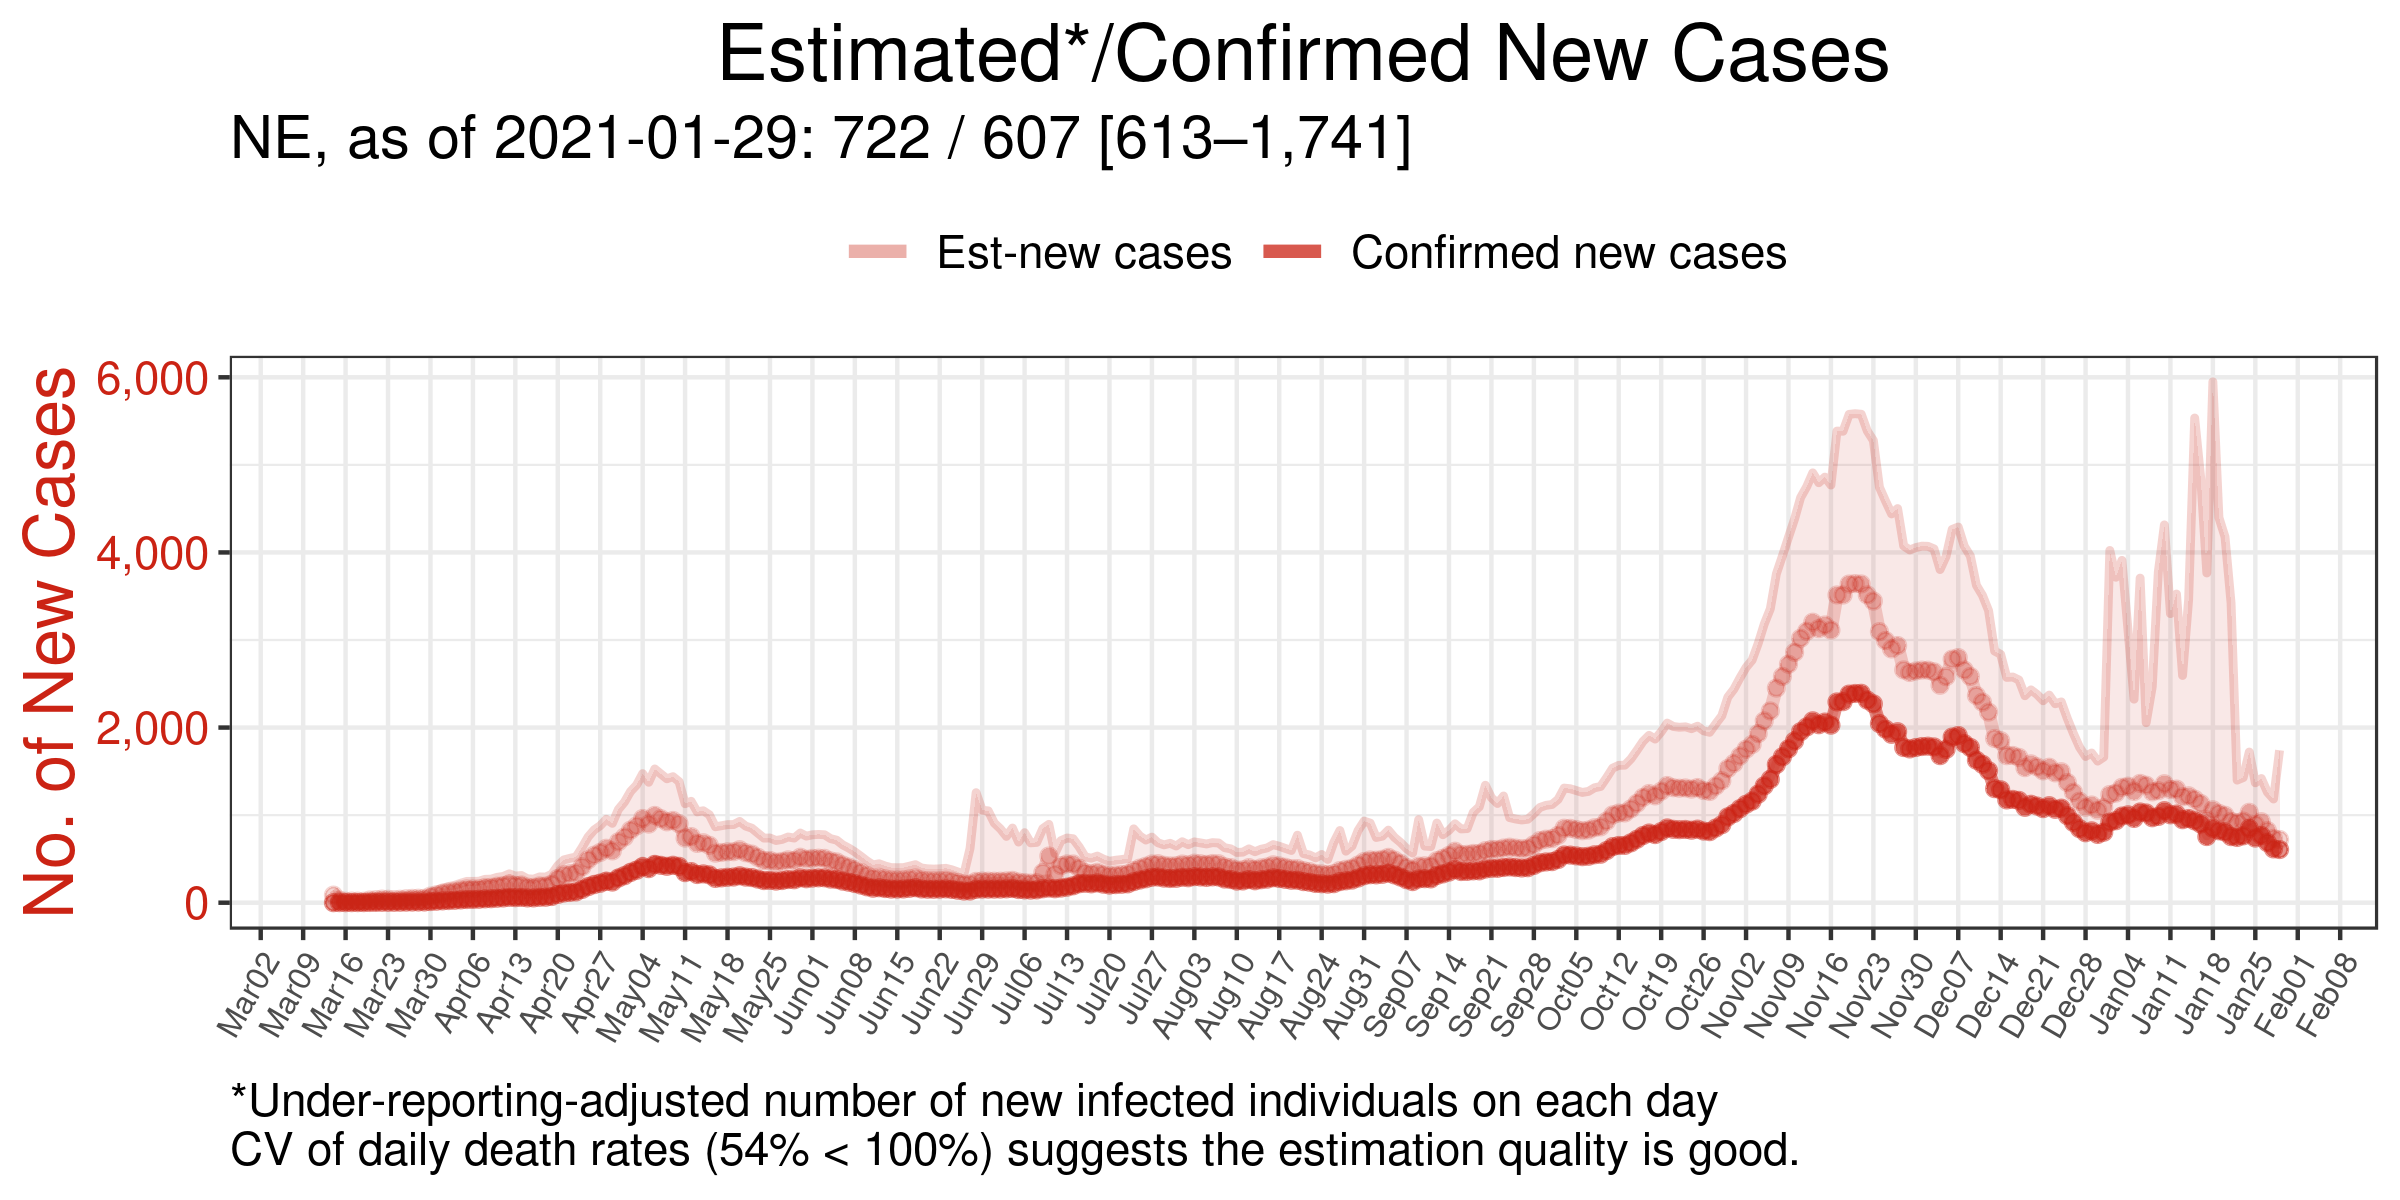 Estimated*/Confirmed New Cases
NE, as of 2021-01-29: 722 / 607 [613–1,741]
Est-new cases
Confirmed new cases
No. of New Cases
6,000
4,000
2,000
0
Mar02
Mar09
Mar16
Mar23
Mar30
Apr06
Apr13
Apr20
Apr27
May04
May11
May18
May25
Jun01
Jun08
Jun15
Jun22
Jun29
Jul06
Jul13
Jul20
Jul27
Aug03
Aug10
Aug17
Aug24
Aug31
Sep07
Sep14
Sep21
Sep28
Oct05
Oct12
Oct19
Oct26
Nov02
Nov09
Nov16
Nov23
Nov30
Dec07
Dec14
Dec21
Dec28
Jan04
Jan11
Jan18
Jan25
Feb01
Feb08
*Under-reporting-adjusted number of new infected individuals on each day
CV of daily death rates (54% < 100%) suggests the estimation quality is good.